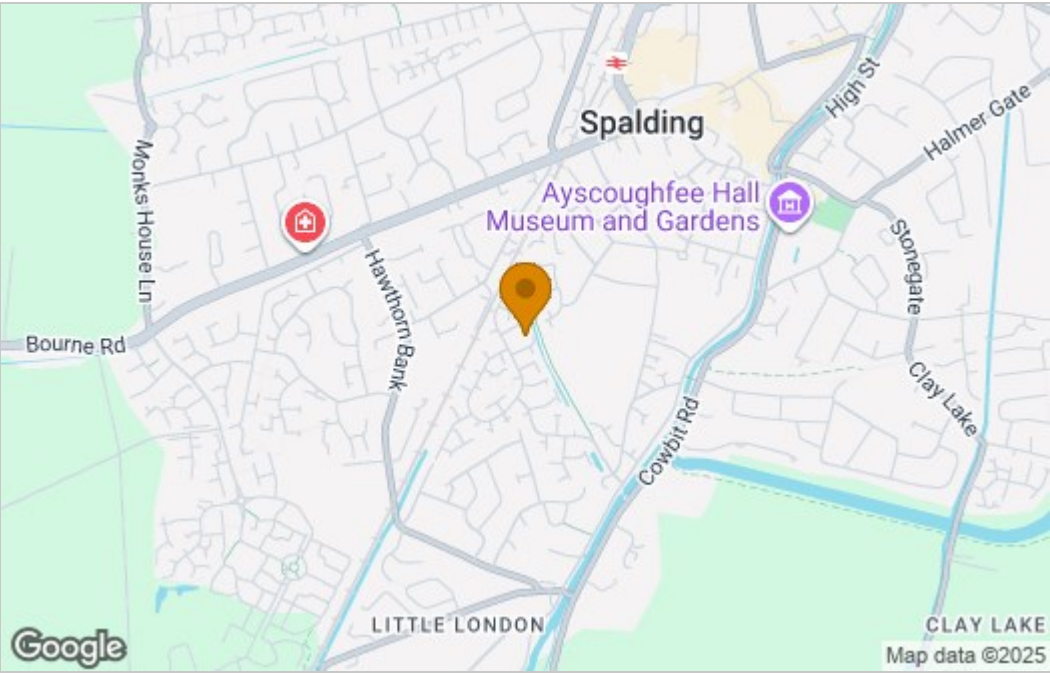 Spalding
High St
Halmer Gate
Monks House Ln
Ayscoughfee Hall
Museum and Gardens
H
Stonegate
Hawthorn Bank
Bourne Rd
Clay Lake
Cowbit Rd
LITTLE LONDON
CLAY LAKE
Google
Map data ©2025